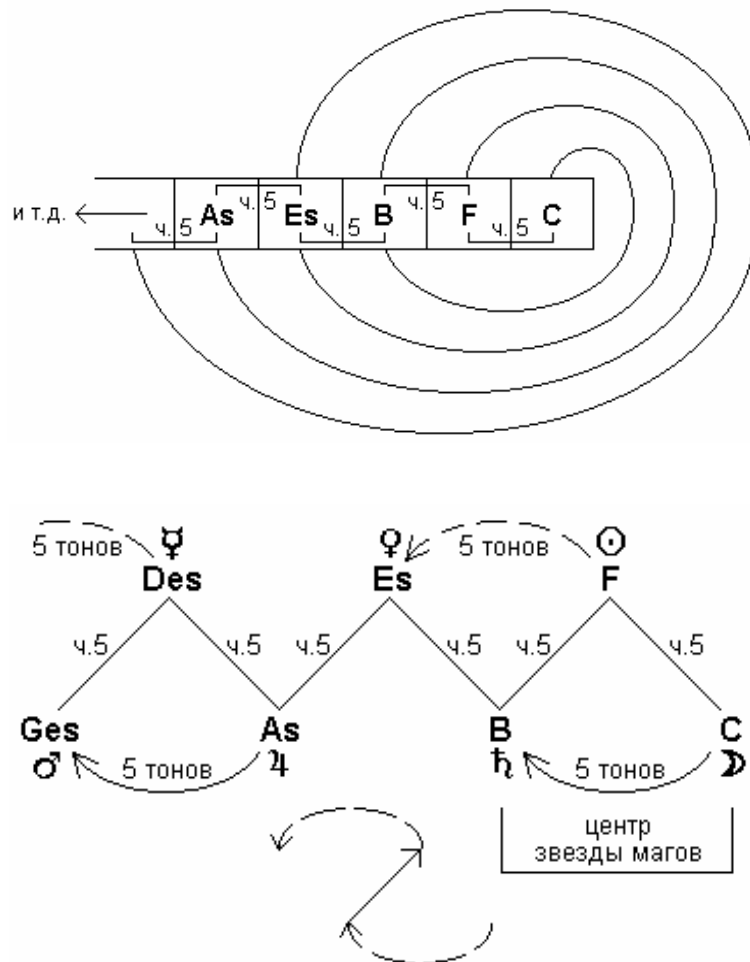 и т.д.
As Es B F C
ч. 5 ч. 5 ч. 5 ч. 5 ч. 5
5 тонов ☿ ♀ 5 тонов ☉
Des Es F
ч.5 ч.5 ч.5 ч.5 ч.5 ч.5
Ges As B C
♂ 5 тонов ♃ ♄ 5 тонов ☽
центр
звезды магов